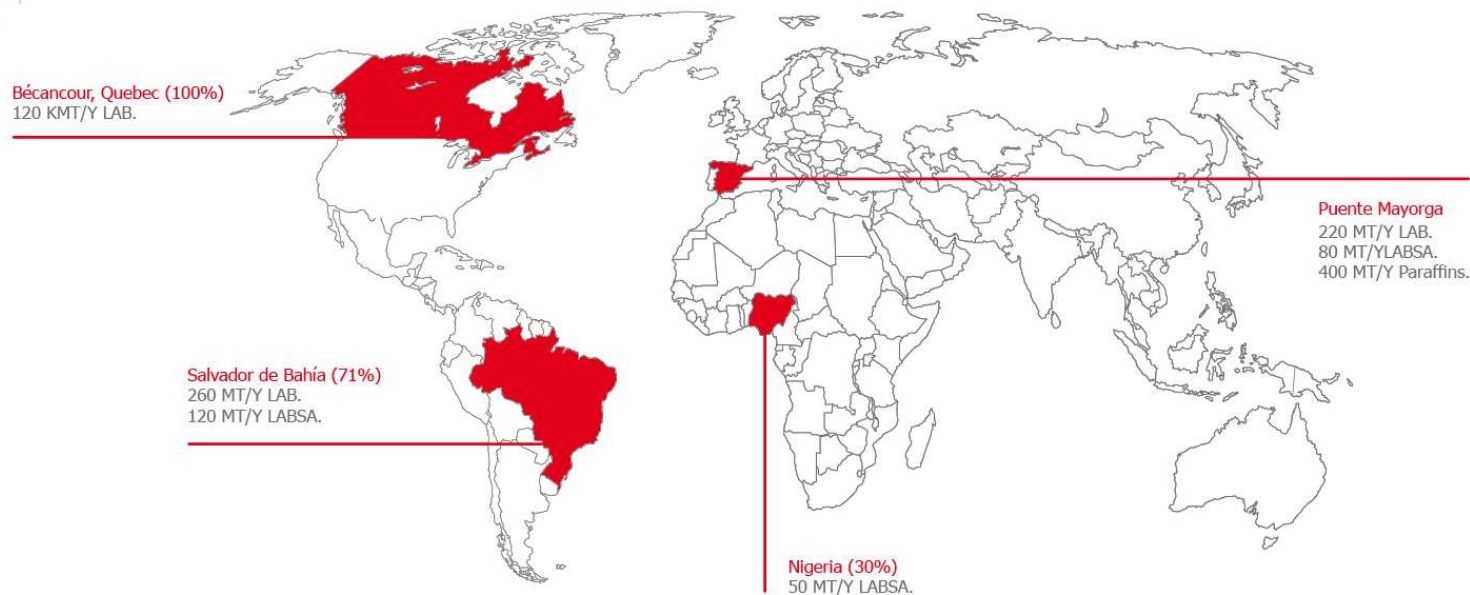 Bécancour, Quebec (100%)
120 KMT/Y LAB.
Puente Mayorga
220 MT/Y LAB.
80 MT/YLABSA.
400 MT/Y Paraffins.
Salvador de Bahía (71%)
260 MT/Y LAB.
120 MT/Y LABSA.
Nigeria (30%)
50 MT/Y LABSA.